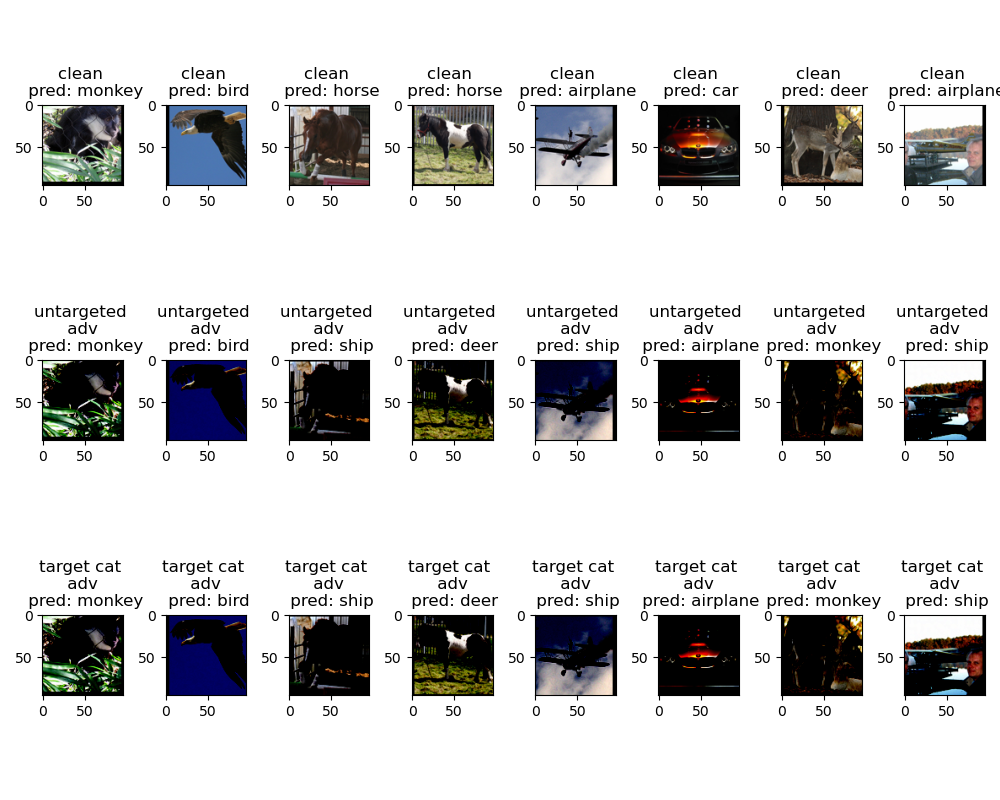 clean clean clean clean clean clean clean clean
pred: monkey pred: bird pred: horse pred: horse pred: airplane pred: car pred: deer pred: airplane
0 0 0 0 0 0 0 0
50 50 50 50 50 50 50 50
0 50 0 50 0 50 0 50 0 50 0 50 0 50 0 50
untargeted untargeted untargeted untargeted untargeted untargeted untargeted untargeted
adv adv adv adv adv adv adv adv
pred: monkey pred: bird pred: ship pred: deer pred: ship pred: airplane pred: monkey pred: ship
0 0 0 0 0 0 0 0
50 50 50 50 50 50 50 50
0 50 0 50 0 50 0 50 0 50 0 50 0 50 0 50
target cat target cat target cat target cat target cat target cat target cat target cat
adv adv adv adv adv adv adv adv
pred: monkey pred: bird pred: ship pred: deer pred: ship pred: airplane pred: monkey pred: ship
0 0 0 0 0 0 0 0
50 50 50 50 50 50 50 50
0 50 0 50 0 50 0 50 0 50 0 50 0 50 0 50